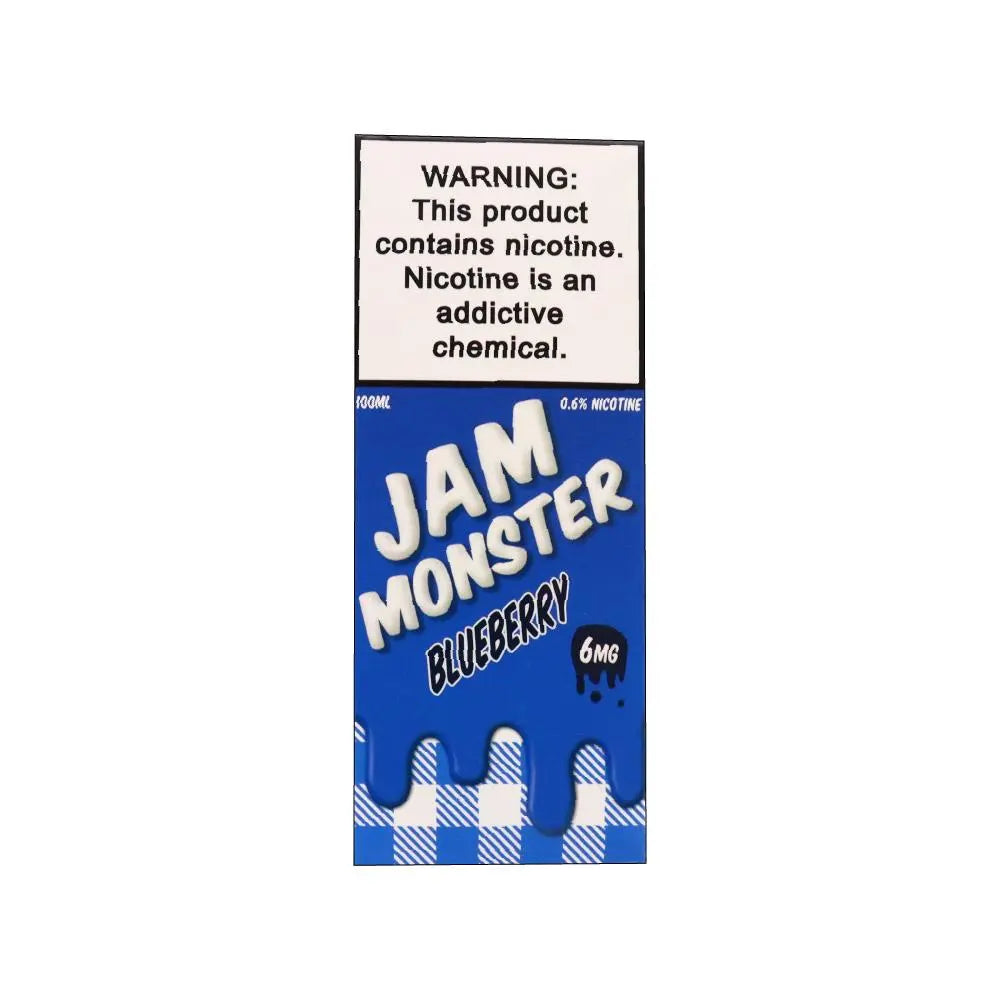 WARNING:
This product
contains nicotine.
Nicotine is an
addictive
chemical.
100ML
0.6% NICOTINE
JAM
MONSTER
BLUEBERRY
6MG